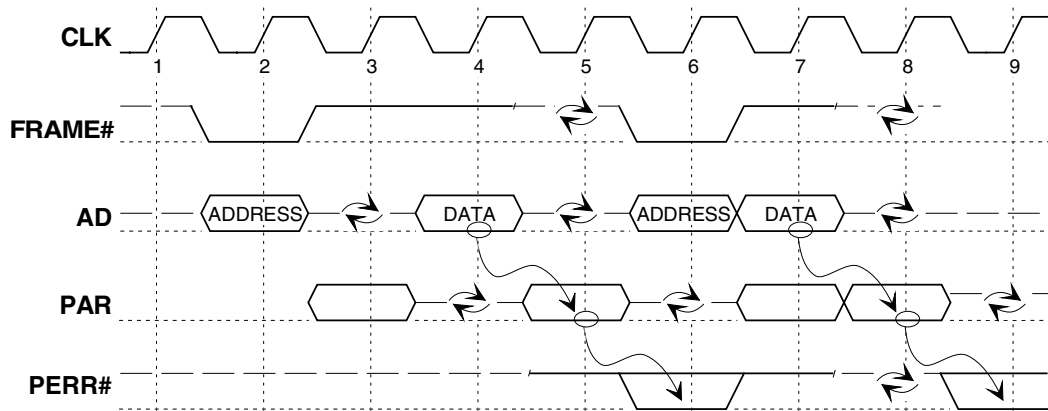 CLK
1 2 3 4 5 6 7 8 9
FRAME#
AD ADDRESS DATA ADDRESS DATA
PAR
PERR#